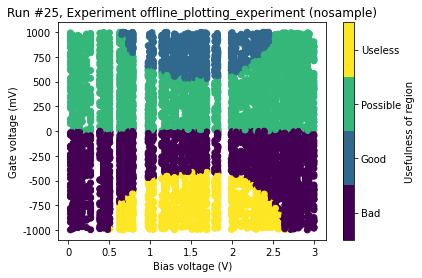 Run #25, Experiment offline_plotting_experiment (nosample)
1000
750
500
250
0
-250
-500
-750
-1000
Gate voltage (mV)
0
0.5
1
1.5
2
2.5
3
Bias voltage (V)
Useless
Possible
Good
Bad
Usefulness of region